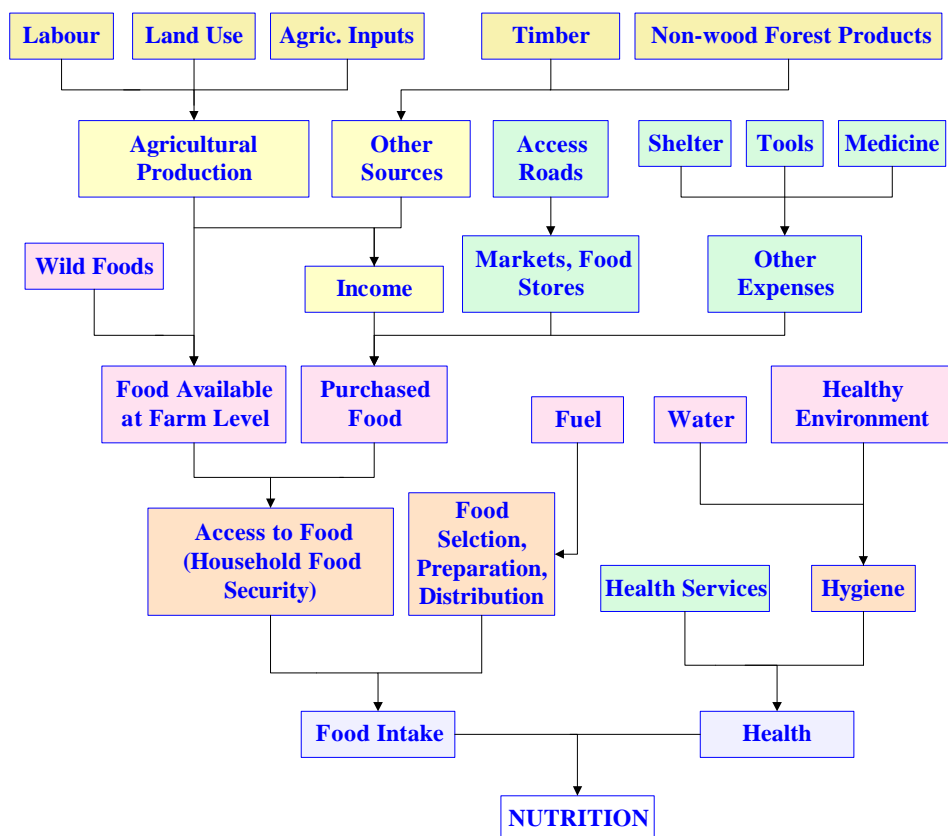 Labour
Land Use
Agric. Inputs
Timber
Non-wood Forest Products
Agricultural
Production
Other
Sources
Access
Roads
Shelter
Tools
Medicine
Wild Foods
Income
Markets, Food
Stores
Other
Expenses
Food Available
at Farm Level
Purchased
Food
Fuel
Water
Healthy
Environment
Access to Food
(Household Food
Security)
Food
Selction,
Preparation,
Distribution
Health Services
Hygiene
Food Intake
Health
NUTRITION